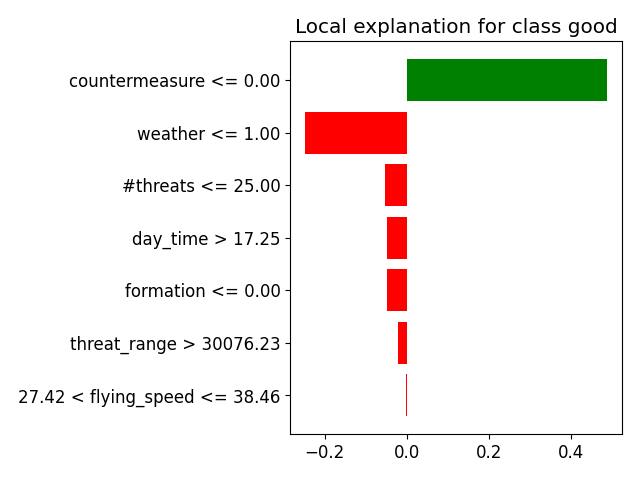 Local explanation for class good
countermeasure <= 0.00
weather <= 1.00
#threats <= 25.00
day_time > 17.25
formation <= 0.00
threat_range > 30076.23
27.42 < flying_speed <= 38.46
−0.2 0.0 0.2 0.4